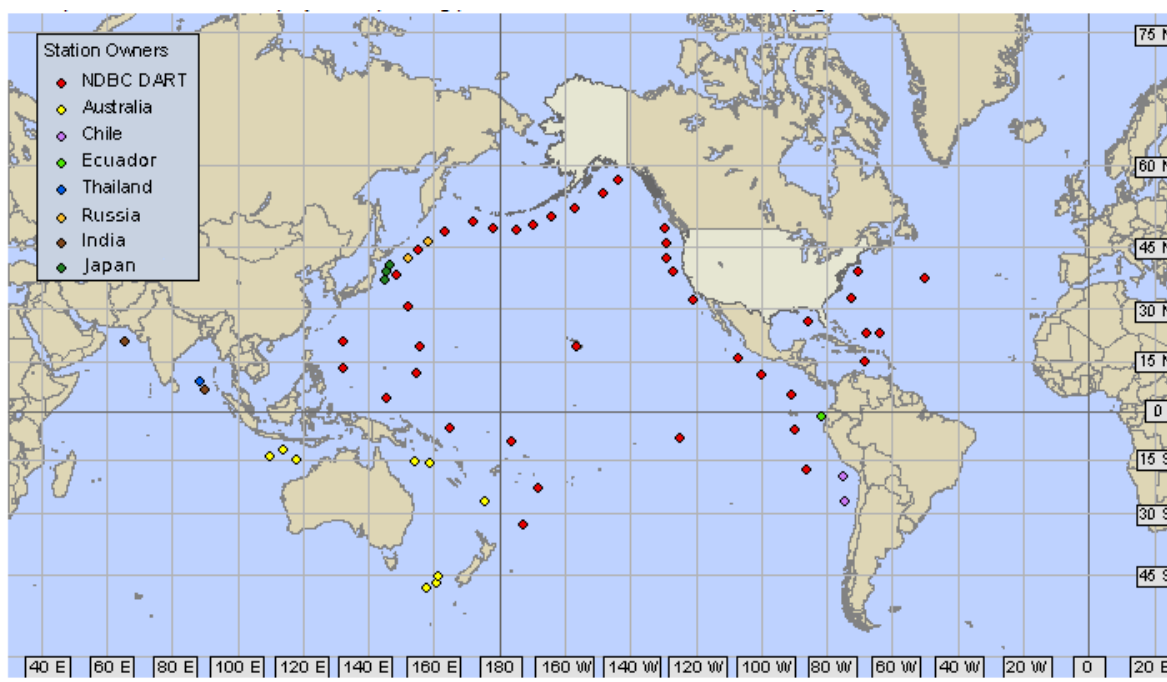 75 N
Station Owners
NDBC DART
Australia
Chile
Ecuador
Thailand
Russia
India
Japan
60 N
45 N
30 N
15 N
0
15 S
30 S
45 S
40 E
60 E
80 E
100 E
120 E
140 E
160 E
180
160 W
140 W
120 W
100 W
80 W
60 W
40 W
20 W
0
20 E